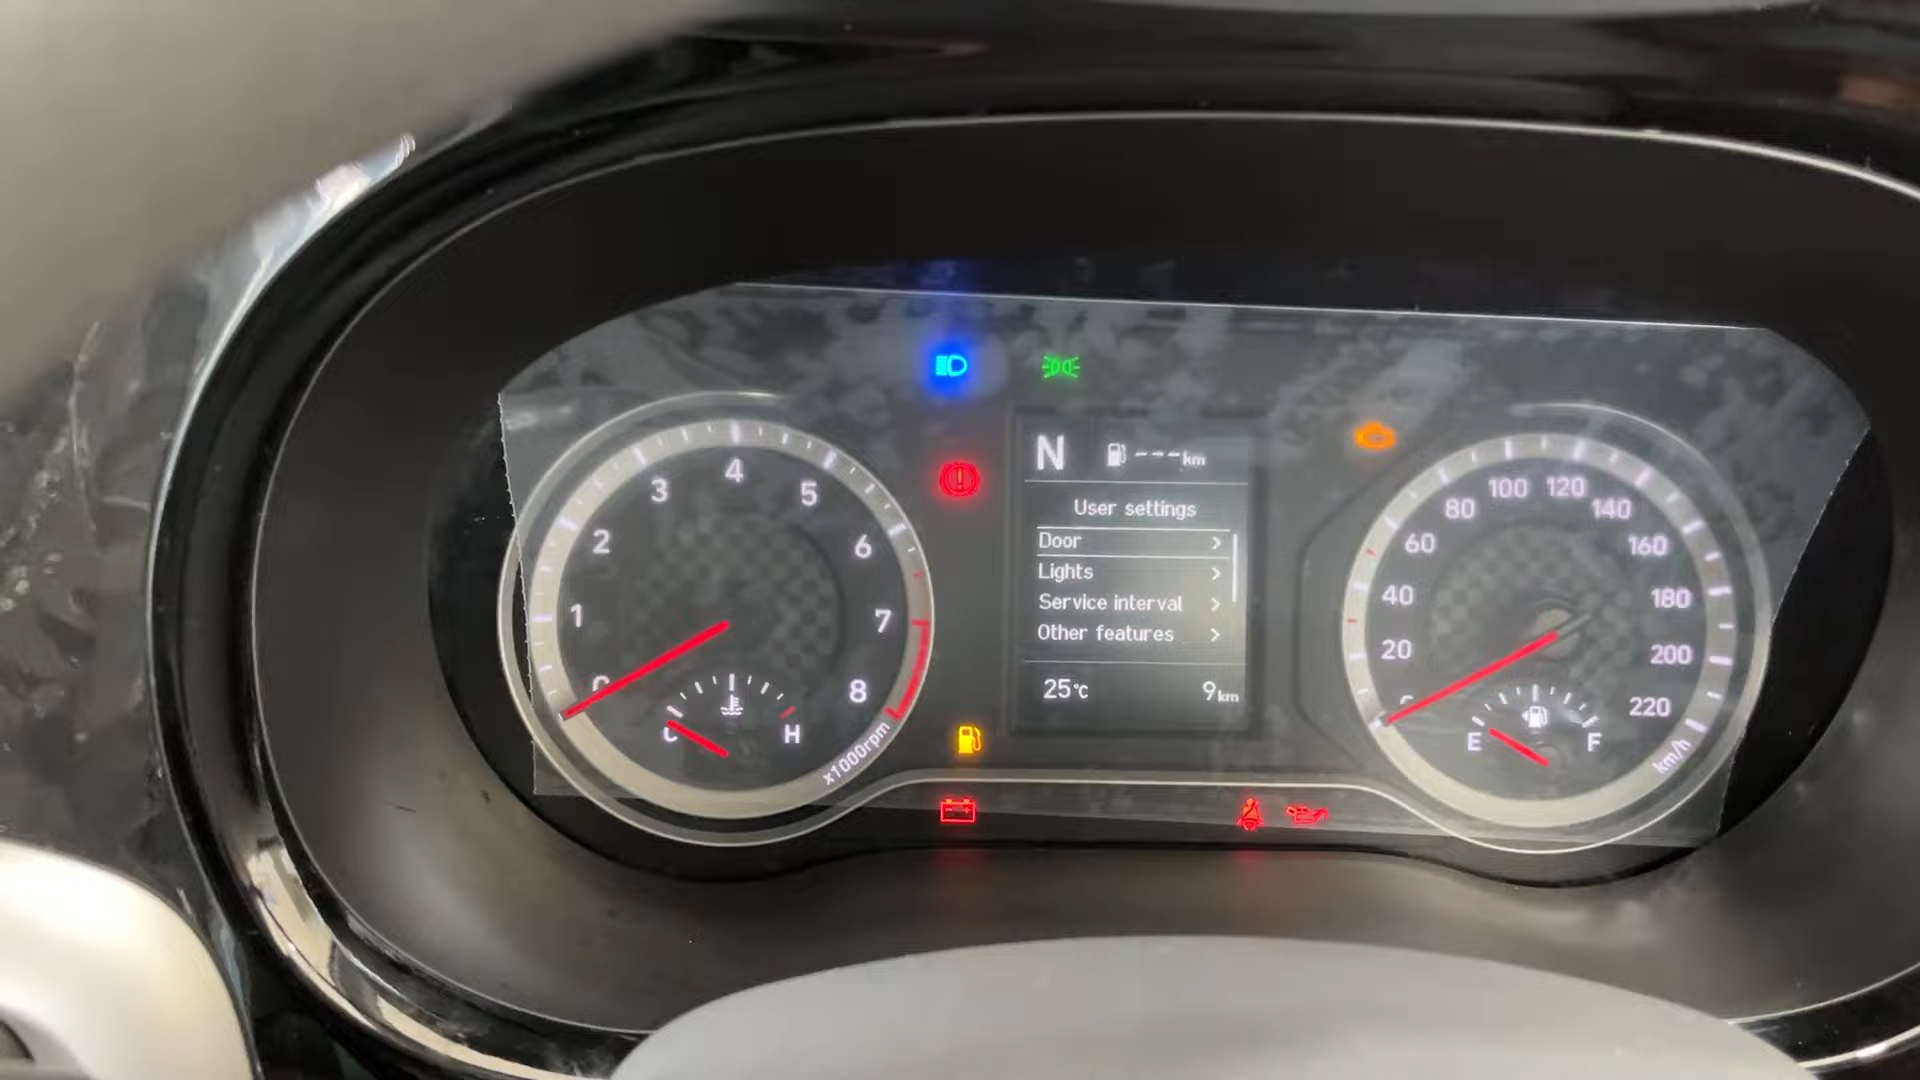 1
2
3
4
5
6
7
8
x1000rpm
C
H
N
---km
User settings
Door >
Lights >
Service interval >
Other features >
25°C
9km
20
40
60
80
100
120
140
160
180
200
220
km/h
E
F